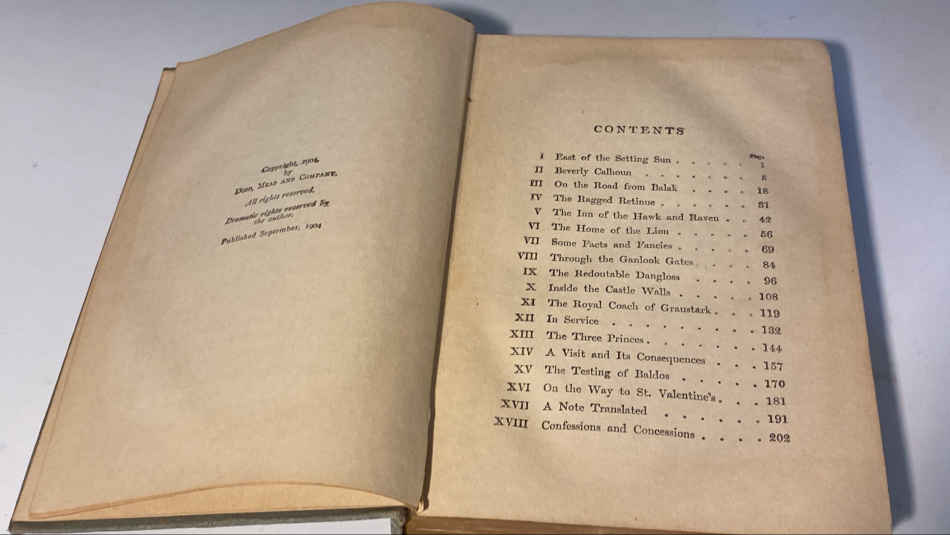 Copyright, 1904,
by
Dodd, Mead and Company.
All rights reserved.
Dramatic rights reserved by
the author.
Published September, 1904
CONTENTS
Page
I East of the Setting Sun . . . . . 1
II Beverly Calhoun . . . . . . 8
III On the Road from Balak . . . . 18
IV The Ragged Retinue . . . . . 31
V The Inn of the Hawk and Raven . . 42
VI The Home of the Lion . . . . . 56
VII Some Facts and Fancies . . . . . 69
VIII Through the Ganlook Gates . . . . 84
IX The Redoutable Dangloss . . . . 96
X Inside the Castle Walls . . . . . 108
XI The Royal Coach of Graustark . . . 119
XII In Service . . . . . . . . 132
XIII The Three Princes . . . . . . 144
XIV A Visit and Its Consequences . . . 157
XV The Testing of Baldos . . . . . 170
XVI On the Way to St. Valentine's . . . 181
XVII A Note Translated . . . . . 191
XVIII Confessions and Concessions . . . . 202